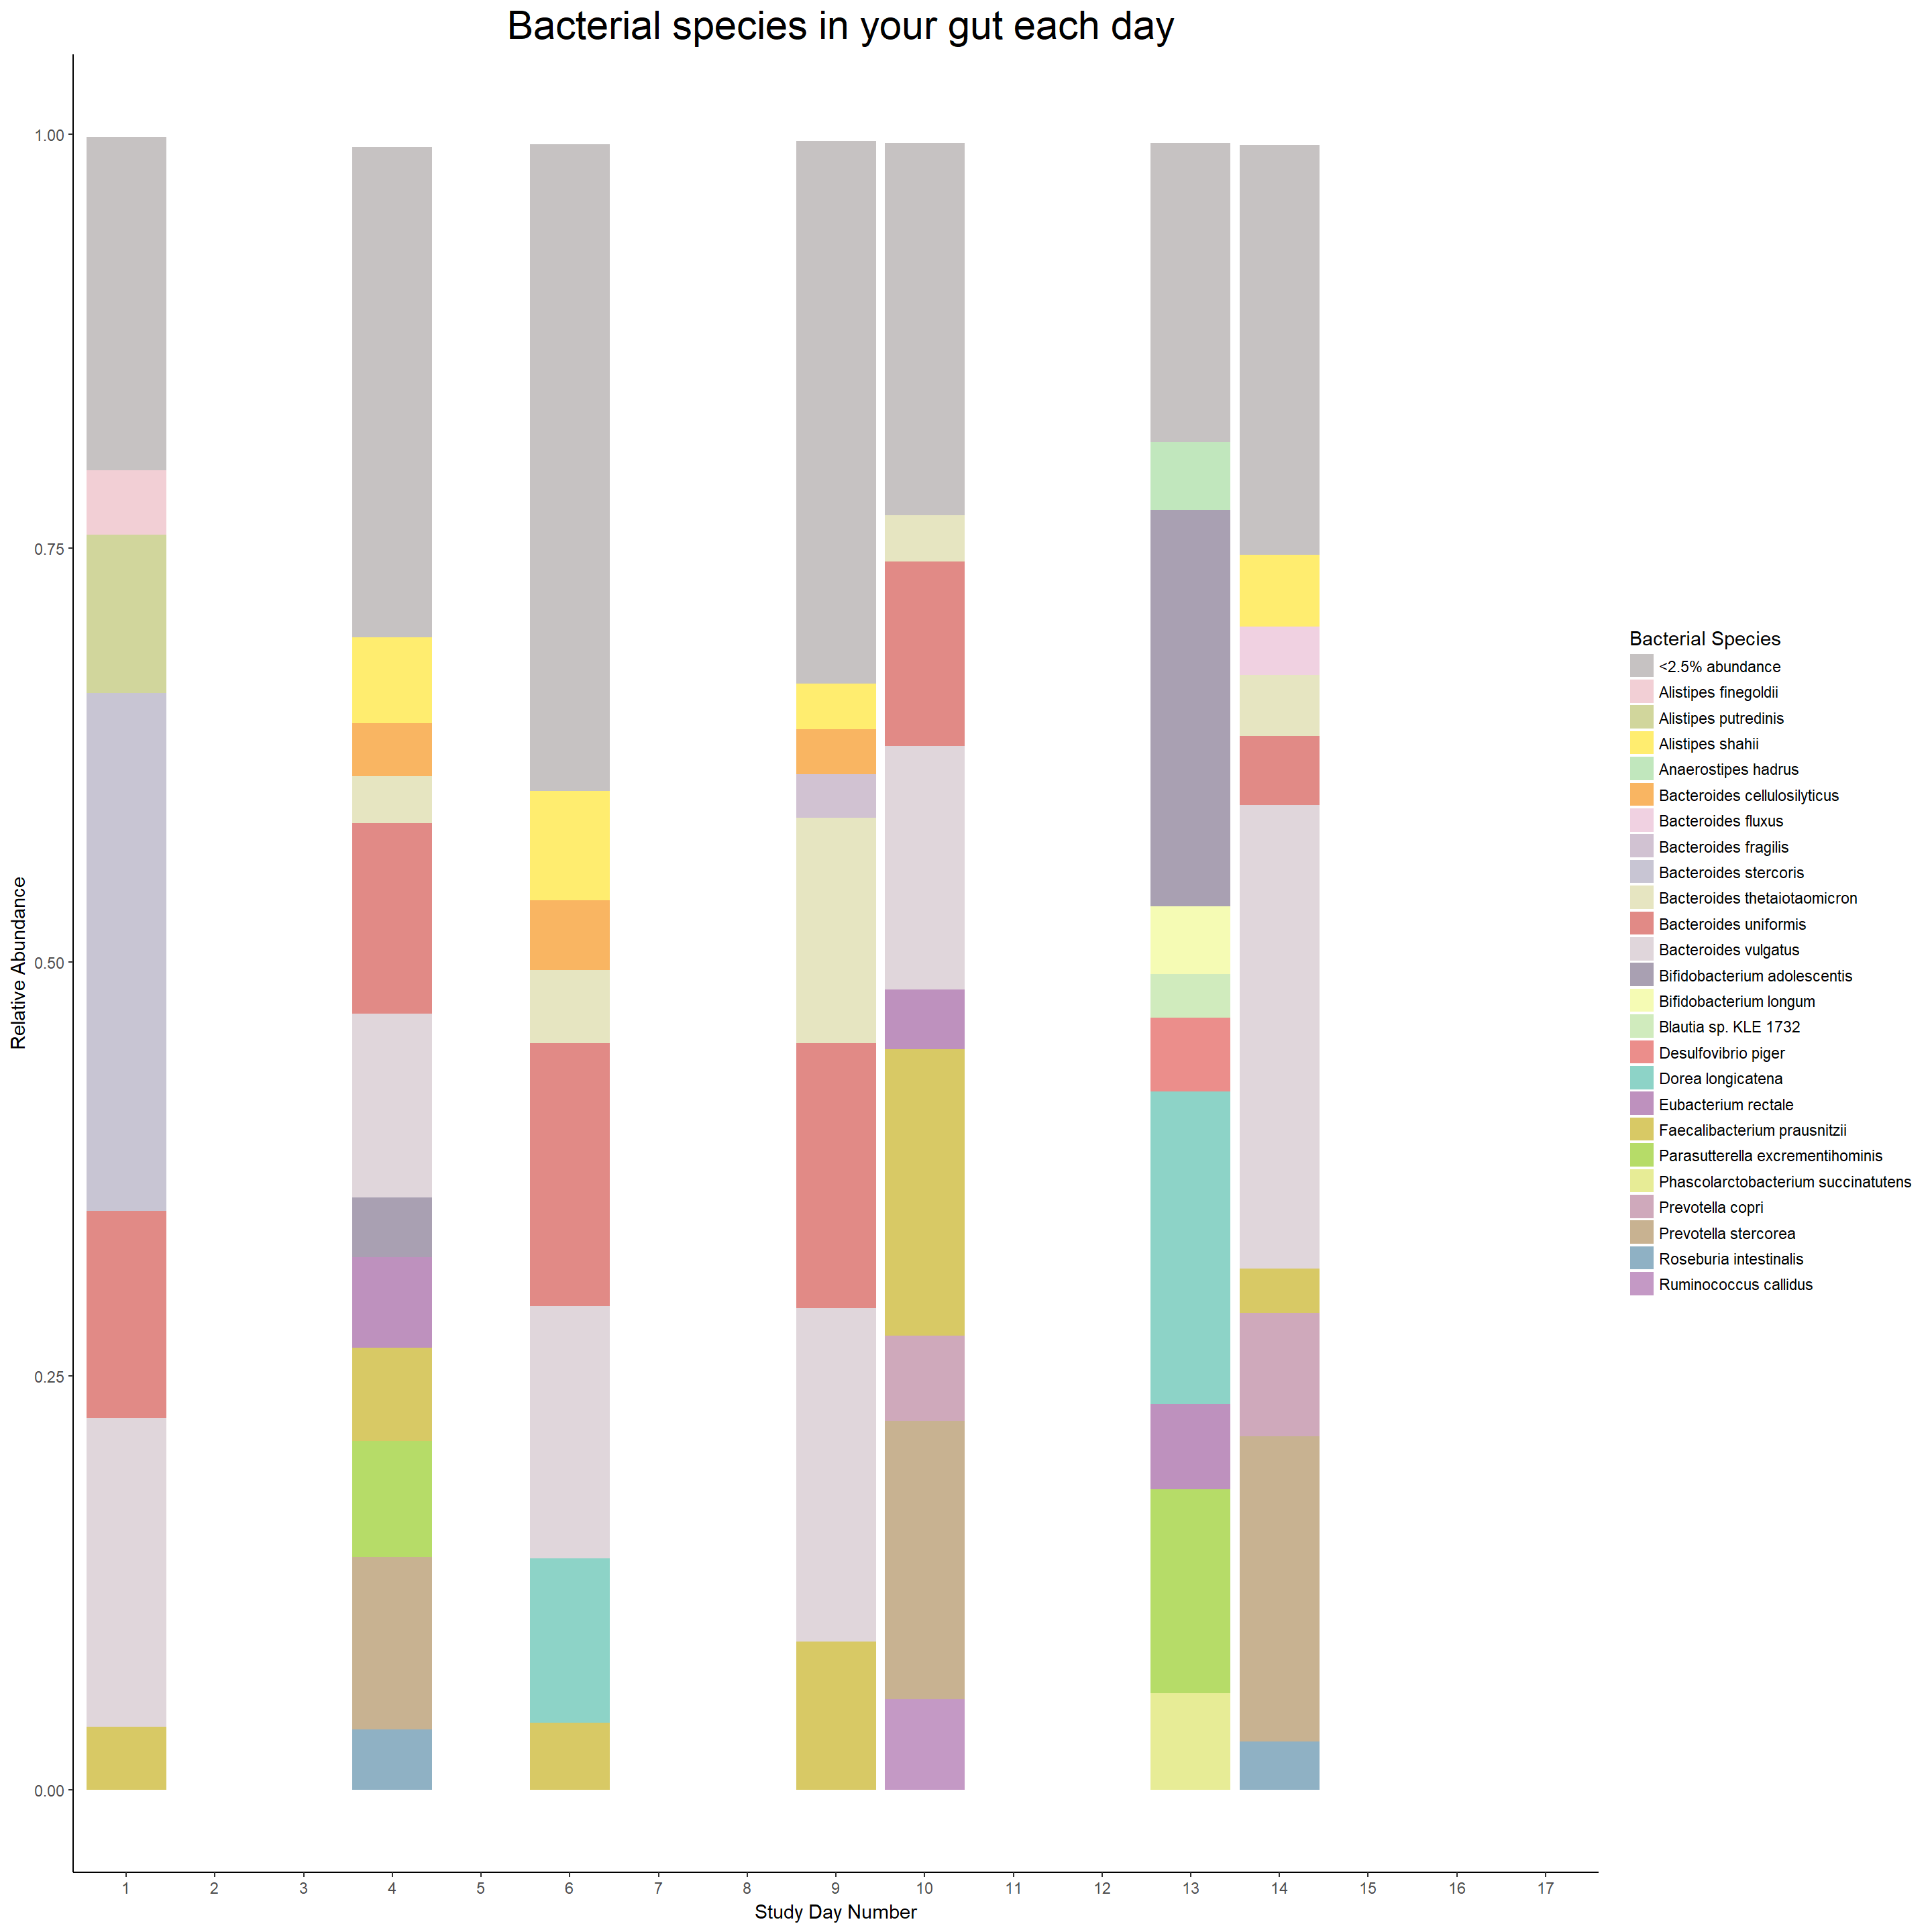 Bacterial species in your gut each day
1.00
0.75
0.50
0.25
0.00
Relative Abundance
1 2 3 4 5 6 7 8 9 10 11 12 13 14 15 16 17
Study Day Number
Bacterial Species
<2.5% abundance
Alistipes finegoldii
Alistipes putredinis
Alistipes shahii
Anaerostipes hadrus
Bacteroides cellulosilyticus
Bacteroides fluxus
Bacteroides fragilis
Bacteroides stercoris
Bacteroides thetaiotaomicron
Bacteroides uniformis
Bacteroides vulgatus
Bifidobacterium adolescentis
Bifidobacterium longum
Blautia sp. KLE 1732
Desulfovibrio piger
Dorea longicatena
Eubacterium rectale
Faecalibacterium prausnitzii
Parasutterella excrementihominis
Phascolarctobacterium succinatutens
Prevotella copri
Prevotella stercorea
Roseburia intestinalis
Ruminococcus callidus